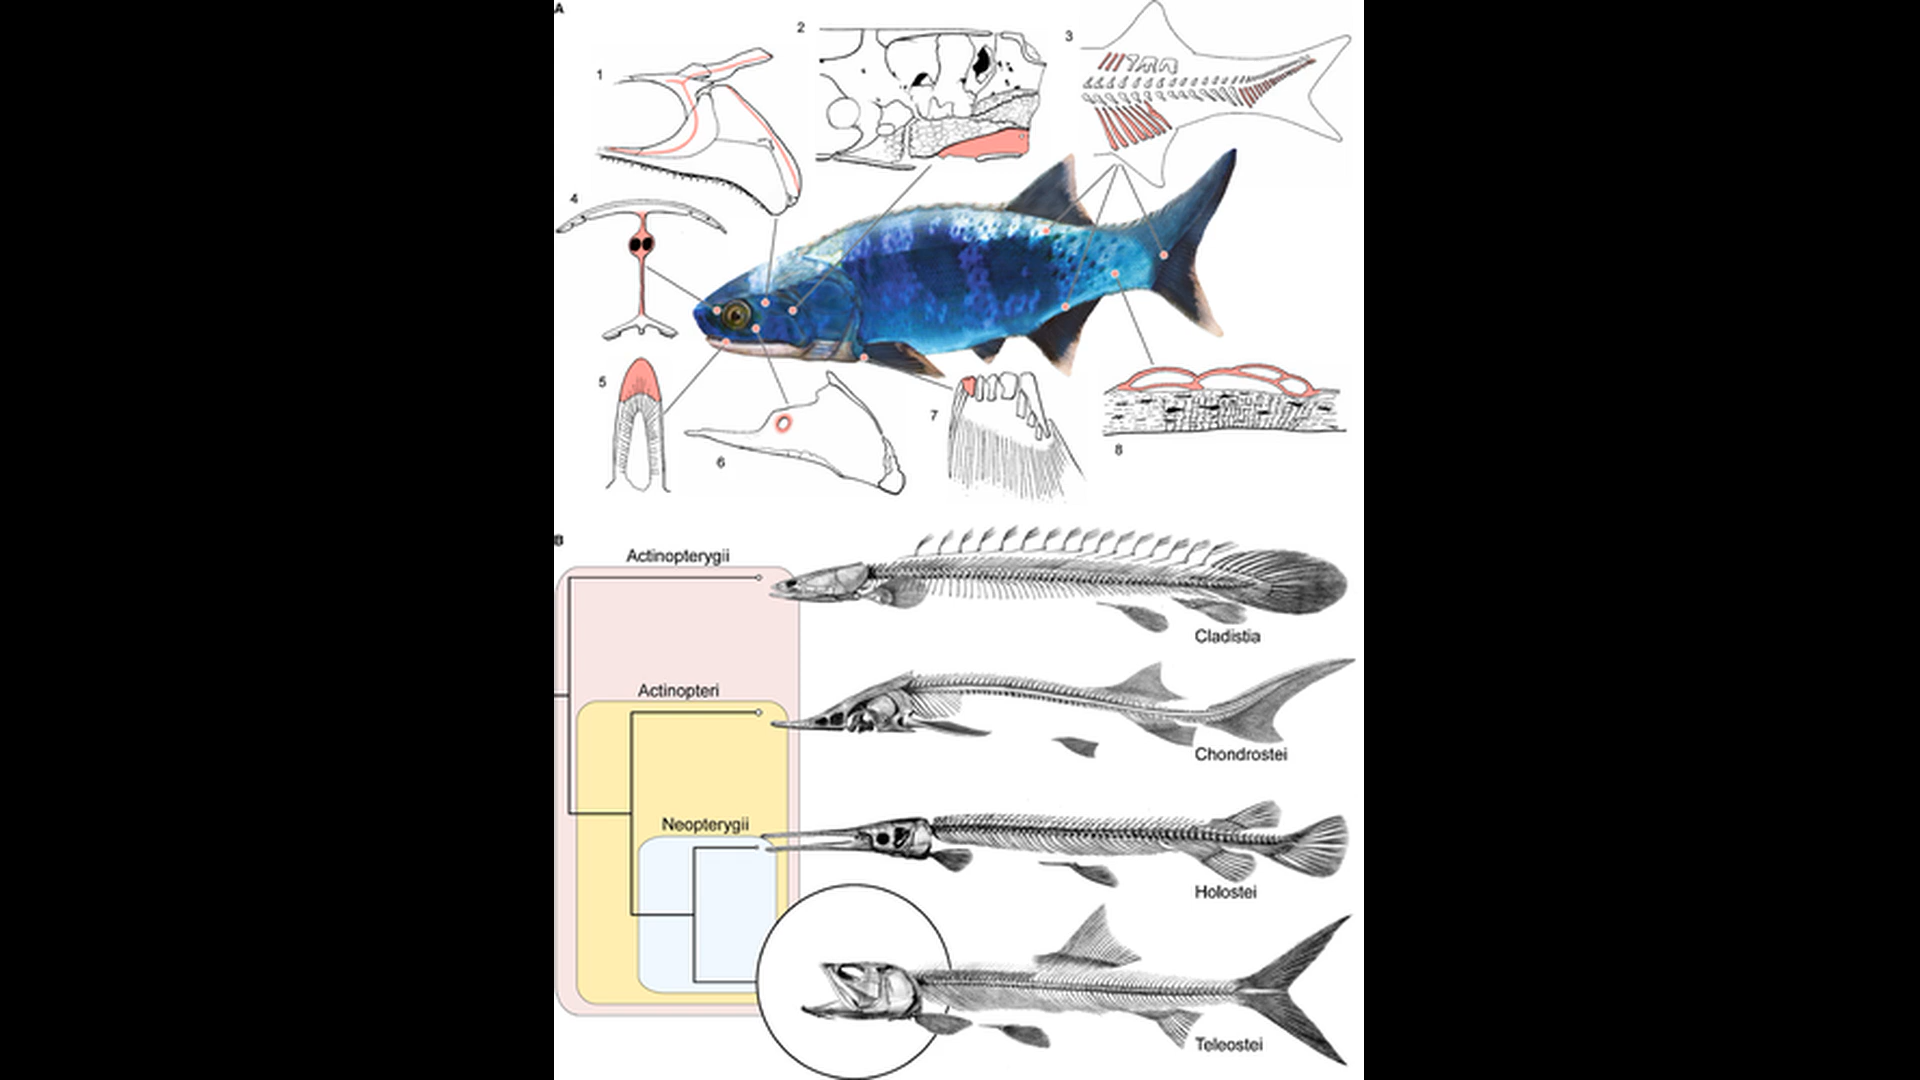 A
1
2
3
4
5
6
7
8
B
Actinopterygii
Cladistia
Actinopteri
Chondrostei
Neopterygii
Holostei
Teleostei